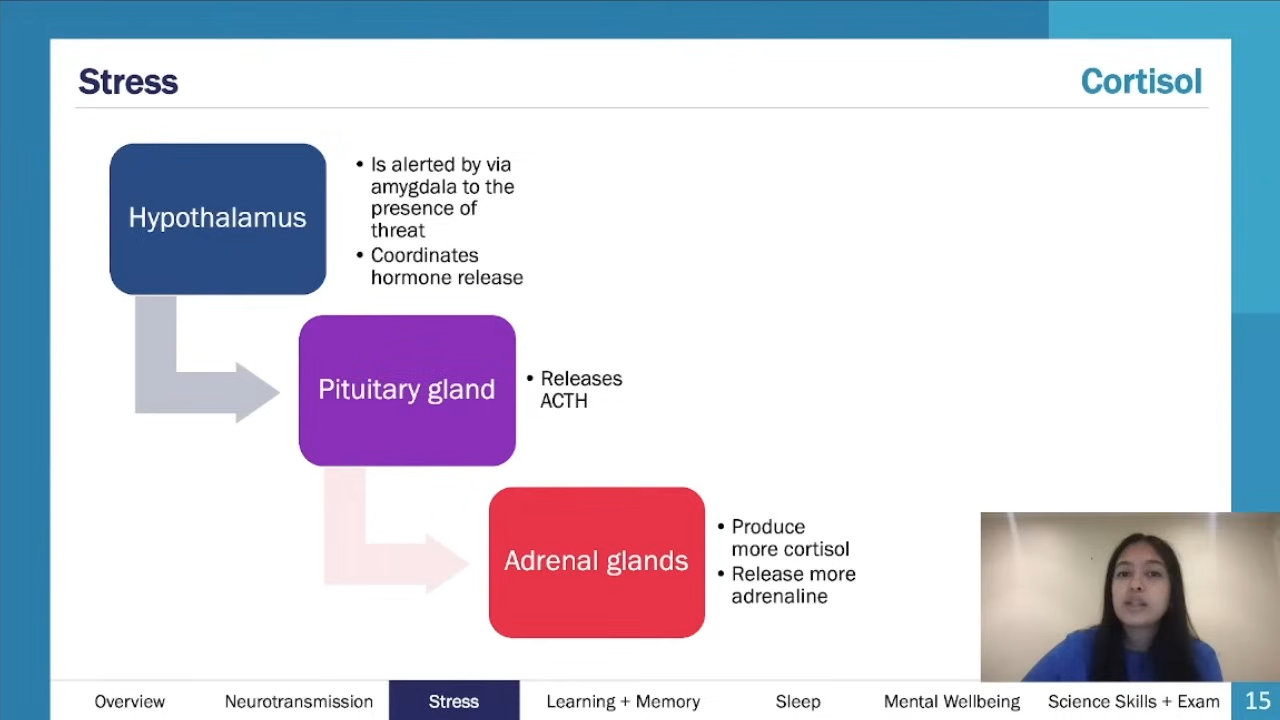 Stress
Cortisol
Hypothalamus
• Is alerted by via
amygdala to the
presence of
threat
• Coordinates
hormone release
Pituitary gland
• Releases
ACTH
Adrenal glands
• Produce
more cortisol
• Release more
adrenaline
Overview
Neurotransmission
Stress
Learning + Memory
Sleep
Mental Wellbeing
Science Skills + Exam
15